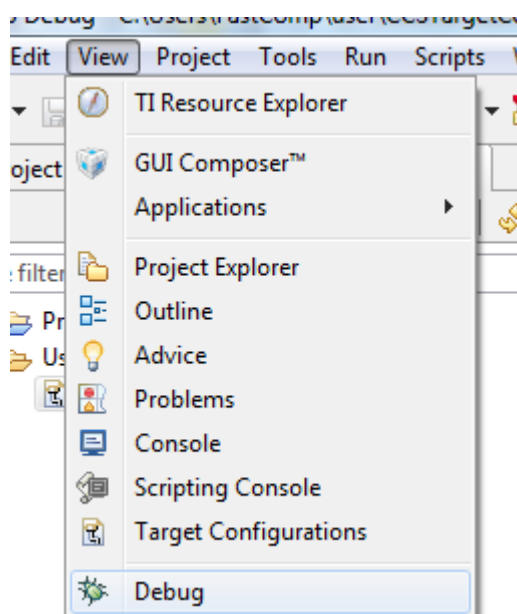 Edit View Project Tools Run Scripts
TI Resource Explorer
GUI Composer™
Applications
Project Explorer
Outline
Advice
Problems
Console
Scripting Console
Target Configurations
Debug